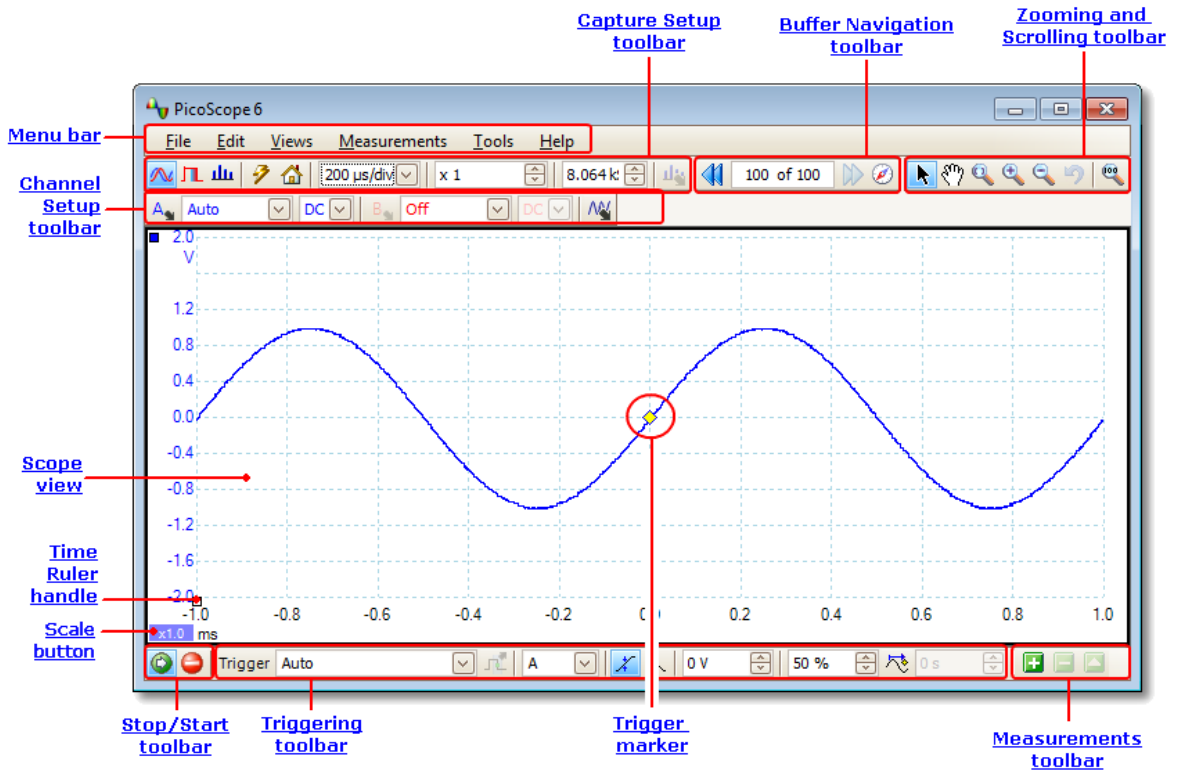 Capture Setup
toolbar
Buffer Navigation
toolbar
Zooming and
Scrolling toolbar
PicoScope 6
Menu bar
File Edit Views Measurements Tools Help
200 µs/div x 1 8.064 k: 100 of 100 100
Channel
Setup
toolbar
A Auto DC B Off DC
2.0
V
1.2
0.8
0.4
0.0
-0.4
-0.8
-1.2
-1.6
-2.0
Scope
view
Time
Ruler
handle
-1.0 -0.8 -0.6 -0.4 -0.2 0.0 0.2 0.4 0.6 0.8 1.0
Scale
button
x1.0 ms
Trigger Auto A 0 V 50 % 0 s
Stop/Start
toolbar
Triggering
toolbar
Trigger
marker
Measurements
toolbar